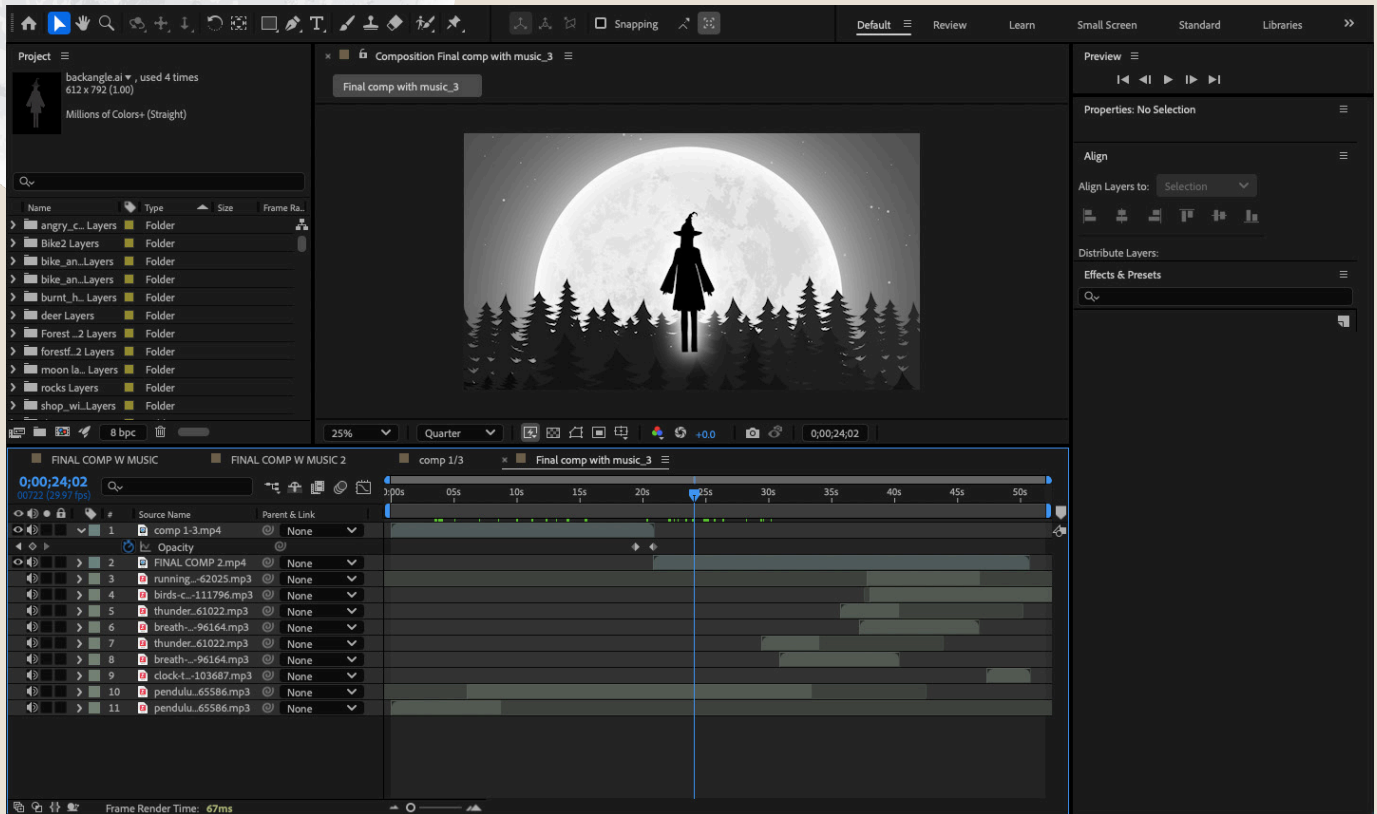 Snapping
Default
Review
Learn
Small Screen
Standard
Libraries
Project
backangle.ai , used 4 times
612 x 792 (1.00)
Millions of Colors+ (Straight)
Name Type Size Frame Ra..
angry_c... Layers Folder
Bike2 Layers Folder
bike_an...Layers Folder
bike_an...Layers Folder
burnt_h... Layers Folder
deer Layers Folder
Forest ...2 Layers Folder
forestf...2 Layers Folder
moon la... Layers Folder
rocks Layers Folder
shop_wi...Layers Folder
8 bpc
Composition Final comp with music_3
Final comp with music_3
25%
Quarter
+0.0
0;00;24;02
Preview
Properties: No Selection
Align
Align Layers to: Selection
Distribute Layers:
Effects & Presets
FINAL COMP W MUSIC
FINAL COMP W MUSIC 2
comp 1/3
Final comp with music_3
0;00;24;02
00722 (29.97 fps)
05s 10s 15s 20s 25s 30s 35s 40s 45s 50s
# Source Name Parent & Link
1 comp 1-3.mp4 None
Opacity
2 FINAL COMP 2.mp4 None
3 running...-62025.mp3 None
4 birds-c...-111796.mp3 None
5 thunder...61022.mp3 None
6 breath-...-96164.mp3 None
7 thunder...61022.mp3 None
8 breath-...-96164.mp3 None
9 clock-t...-103687.mp3 None
10 pendulu...65586.mp3 None
11 pendulu...65586.mp3 None
Frame Render Time: 67ms